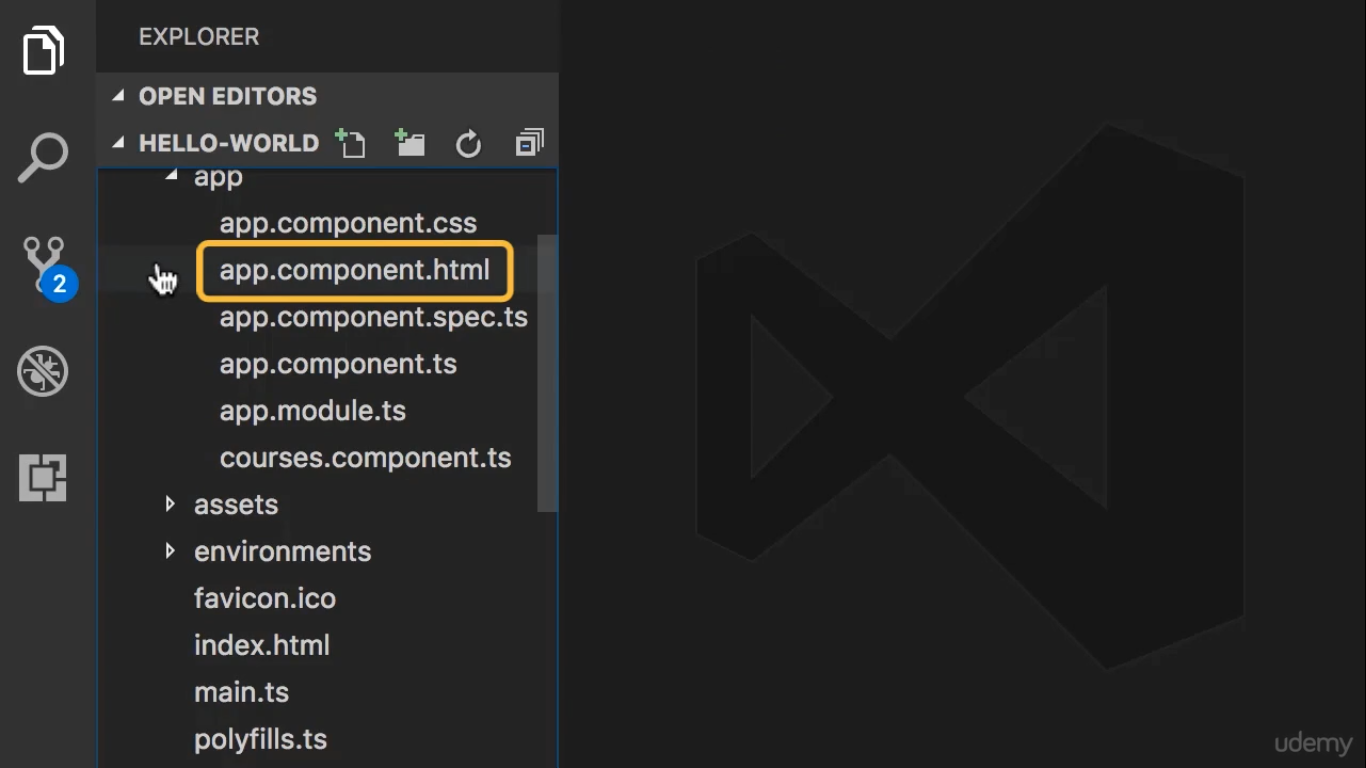 EXPLORER
OPEN EDITORS
HELLO-WORLD
app
app.component.css
app.component.html
2
app.component.spec.ts
app.component.ts
app.module.ts
courses.component.ts
assets
environments
favicon.ico
index.html
main.ts
polyfills.ts
udemy